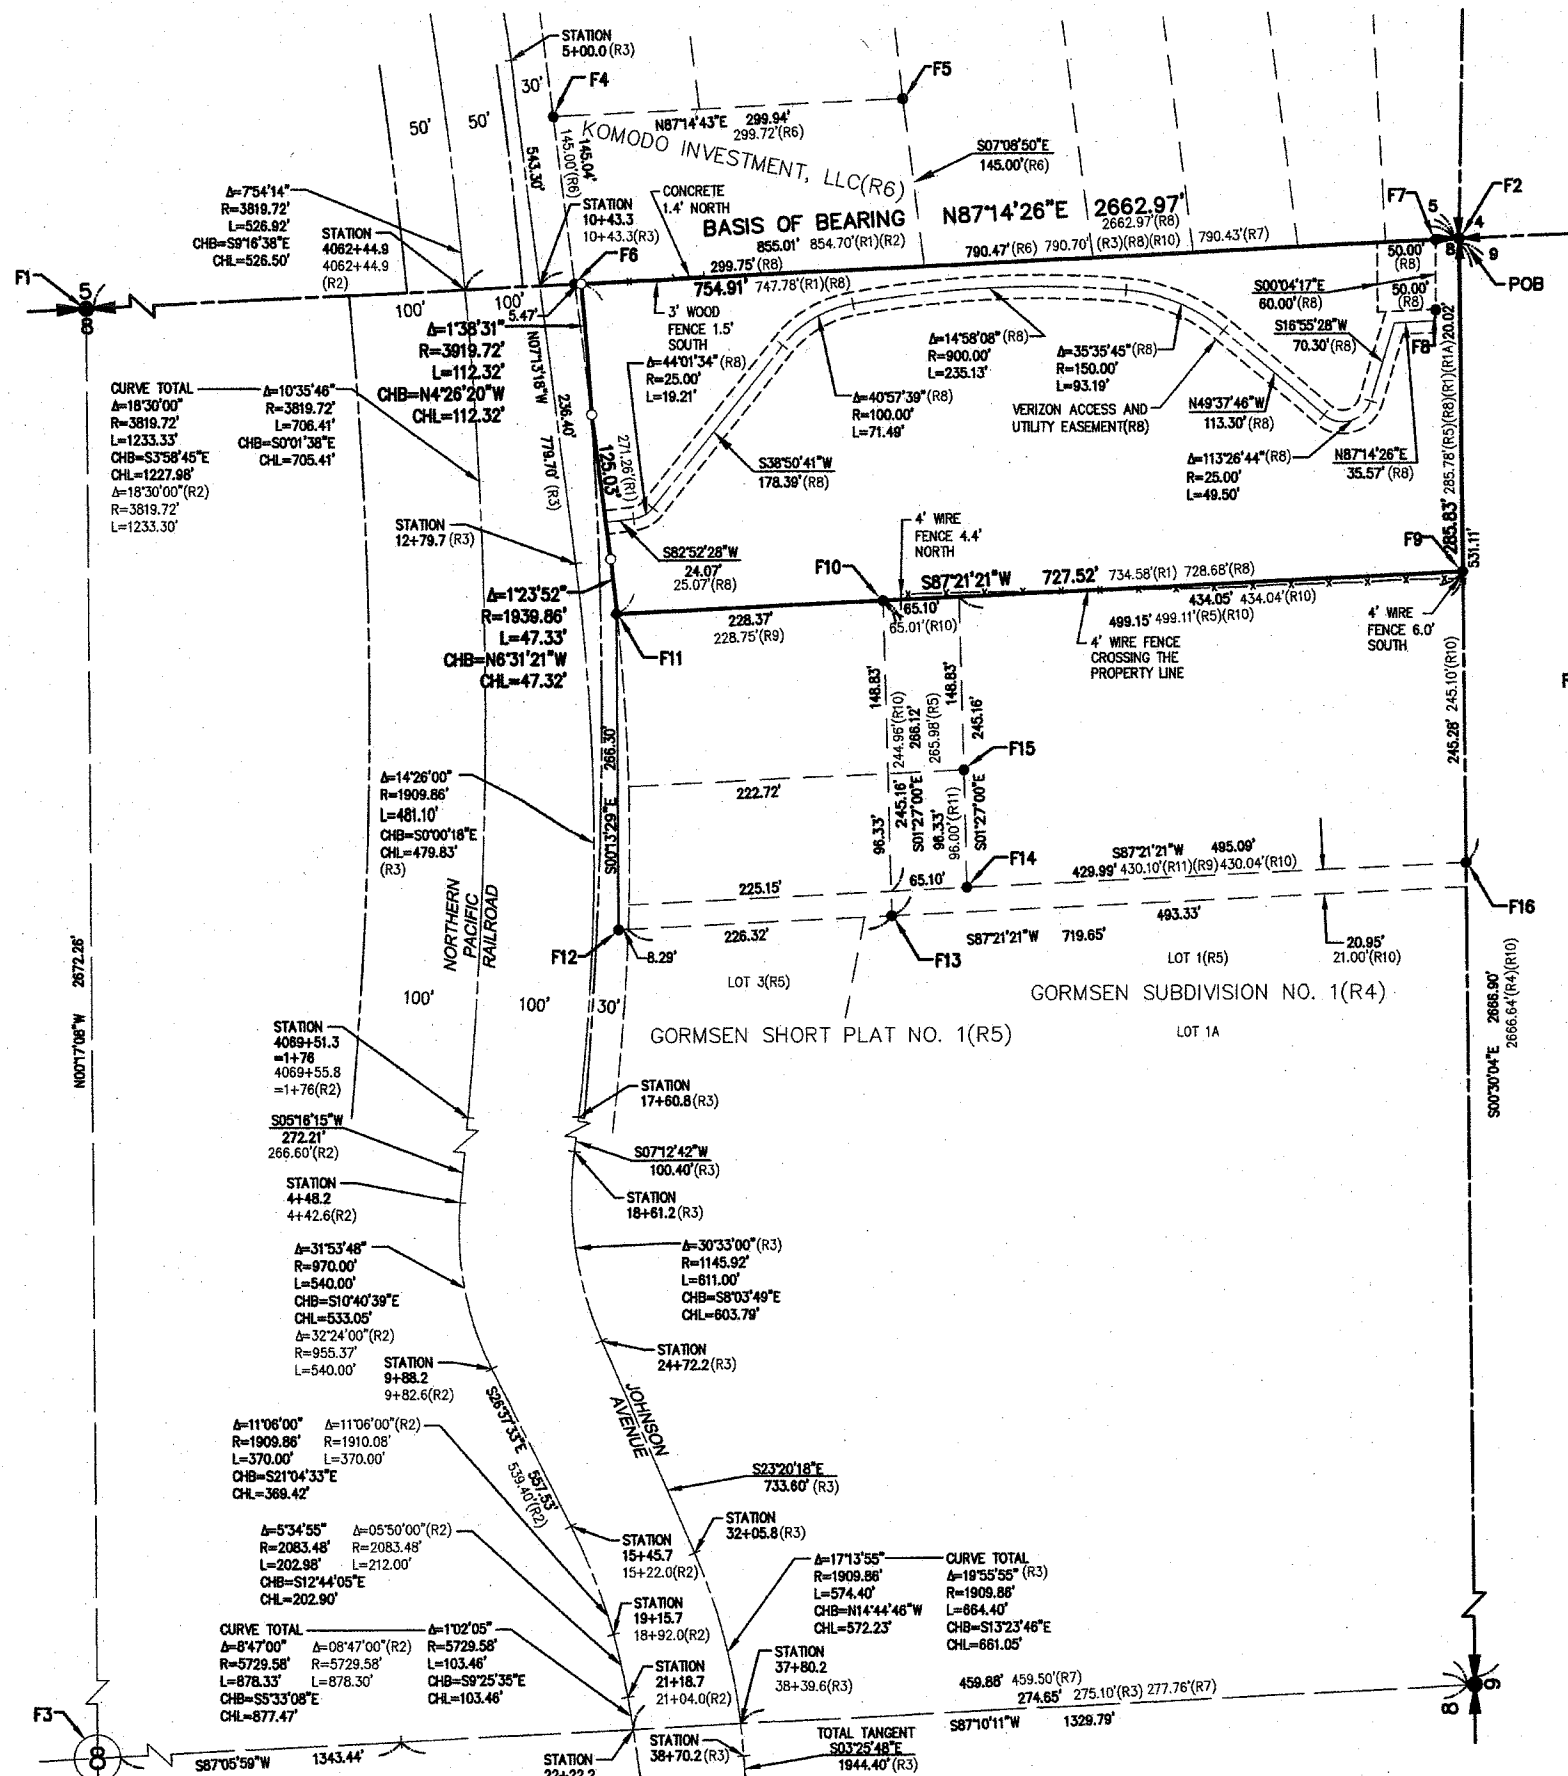 STATION
5+00.0 (R3)
30'
F4
F5
50'
50'
N87°14'43"E 299.94'
299.72'(R6)
KOMODO INVESTMENT, LLC(R6)
145.04'
145.00'(R6)
543.30'
S07°08'50"E
145.00'(R6)
Δ=7°54'14"
R=3819.72'
L=526.92'
CHB=S9°16'38"E
CHL=526.50'
STATION
4062+44.9
4062+44.9
(R2)
STATION
10+43.3
10+43.3(R3)
CONCRETE
1.4' NORTH
BASIS OF BEARING N87°14'26"E 2662.97'
2662.97'(R8)
855.01' 854.70'(R1)(R2)
790.47'(R6) 790.70' (R3)(R8)(R10) 790.43'(R7)
299.75'(R8)
754.91' 747.78'(R1)(R8)
F7
5
4
8
9
F2
POB
50.00'
(R8)
50.00'
(R8)
S00°04'17"E
60.00'(R8)
S16°55'28"W
70.30'(R8)
F8
20.02'
F1
5
8
F6
100'
100'
5.47'
3' WOOD
FENCE 1.5'
SOUTH
Δ=1°38'31"
R=3919.72'
L=112.32'
CHB=N4°26'20"W
CHL=112.32'
N07°13'18"W
236.40'
779.70' (R3)
Δ=44°01'34"(R8)
R=25.00'
L=19.21'
Δ=14°58'08"(R8)
R=900.00'
L=235.13'
Δ=35°35'45"(R8)
R=150.00'
L=93.19'
Δ=40°57'39"(R8)
R=100.00'
L=71.49'
VERIZON ACCESS AND
UTILITY EASEMENT(R8)
N49°37'46"W
113.30'(R8)
Δ=113°26'44"(R8)
R=25.00'
L=49.50'
N87°14'26"E
35.57'(R8)
CURVE TOTAL
Δ=18°30'00"
R=3819.72'
L=1233.33'
CHB=S3°58'45"E
CHL=1227.98'
Δ=18°30'00"(R2)
R=3819.72'
L=1233.30'
Δ=10°35'46"
R=3819.72'
L=706.41'
CHB=S0°01'38"E
CHL=705.41'
125.03'
271.26'(R1)
S38°50'41"W
178.39'(R8)
285.83' 285.78'(R5)(R8)(R1)(R1A)
531.11'
STATION
12+79.7 (R3)
4' WIRE
FENCE 4.4'
NORTH
S82°52'28"W
24.07'
25.07'(R8)
F10
S87°21'21"W 727.52' 734.58'(R1) 728.68'(R8)
F9
Δ=1°23'52"
R=1939.86'
L=47.33'
CHB=N6°31'21"W
CHL=47.32'
F11
228.37'
228.75'(R9)
65.10'
65.01'(R10)
434.05' 434.04'(R10)
499.15' 499.11'(R5)(R10)
4' WIRE FENCE
CROSSING THE
PROPERTY LINE
4' WIRE
FENCE 6.0'
SOUTH
F
148.83'
244.96'(R10)
266.12'
265.98'(R5)
148.83'
245.16'
245.28' 245.10'(R10)
266.30'
S00°13'29"E
F15
222.72'
96.33'
245.16'
S01°27'00"E
96.33'
96.00'(R11)
S01°27'00"E
Δ=14°26'00"
R=1909.86'
L=481.10'
CHB=S0°00'18"E
CHL=479.83'
(R3)
F14
225.15'
65.10'
S87°21'21"W 495.09'
429.99' 430.10'(R11)(R9) 430.04'(R10)
F16
F12
226.32'
8.29'
F13
S87°21'21"W 719.65'
493.33'
20.95'
21.00'(R10)
LOT 3(R5)
LOT 1(R5)
NORTHERN
PACIFIC
RAILROAD
100'
100'
30'
GORMSEN SUBDIVISION NO. 1(R4)
LOT 1A
GORMSEN SHORT PLAT NO. 1(R5)
N00°17'08"W 2672.26'
S00°30'04"E 2666.90'
2666.64'(R4)(R10)
STATION
4069+51.3
=1+76
4069+55.8
=1+76(R2)
STATION
17+60.8(R3)
S05°16'15"W
272.21'
266.60'(R2)
S07°12'42"W
100.40'(R3)
STATION
4+48.2
4+42.6(R2)
STATION
18+61.2(R3)
Δ=31°53'48"
R=970.00'
L=540.00'
CHB=S10°40'39"E
CHL=533.05'
Δ=32°24'00"(R2)
R=955.37'
L=540.00'
Δ=30°33'00"(R3)
R=1145.92'
L=611.00'
CHB=S8°03'49"E
CHL=603.79'
STATION
9+88.2
9+82.6(R2)
STATION
24+72.2(R3)
JOHNSON
AVENUE
S26°37'33"E 557.53'
539.40'(R2)
Δ=11°06'00"
R=1909.86'
L=370.00'
CHB=S21°04'33"E
CHL=369.42'
Δ=11°06'00"(R2)
R=1910.08'
L=370.00'
S23°20'18"E
733.60' (R3)
STATION
32+05.8(R3)
Δ=5°34'55"
R=2083.48'
L=202.98'
CHB=S12°44'05"E
CHL=202.90'
Δ=05°50'00"(R2)
R=2083.48'
L=212.00'
STATION
15+45.7
15+22.0(R2)
Δ=17°13'55"
R=1909.86'
L=574.40'
CHB=N14°44'46"W
CHL=572.23'
CURVE TOTAL
Δ=19°55'55"(R3)
R=1909.86'
L=664.40'
CHB=S13°23'46"E
CHL=661.05'
STATION
19+15.7
18+92.0(R2)
CURVE TOTAL
Δ=8°47'00"
R=5729.58'
L=878.33'
CHB=S5°33'08"E
CHL=877.47'
Δ=08°47'00"(R2)
R=5729.58'
L=878.30'
Δ=1°02'05"
R=5729.58'
L=103.46'
CHB=S9°25'35"E
CHL=103.46'
STATION
21+18.7
21+04.0(R2)
STATION
37+80.2
38+39.6(R3)
459.88' 459.50'(R7)
274.65' 275.10'(R3) 277.76'(R7)
S87°10'11"W 1329.79'
8
9
F3
8
S87°05'59"W 1343.44'
STATION
22+22.2
STATION
38+70.2(R3)
TOTAL TANGENT
S03°25'48"E
1944.40'(R3)